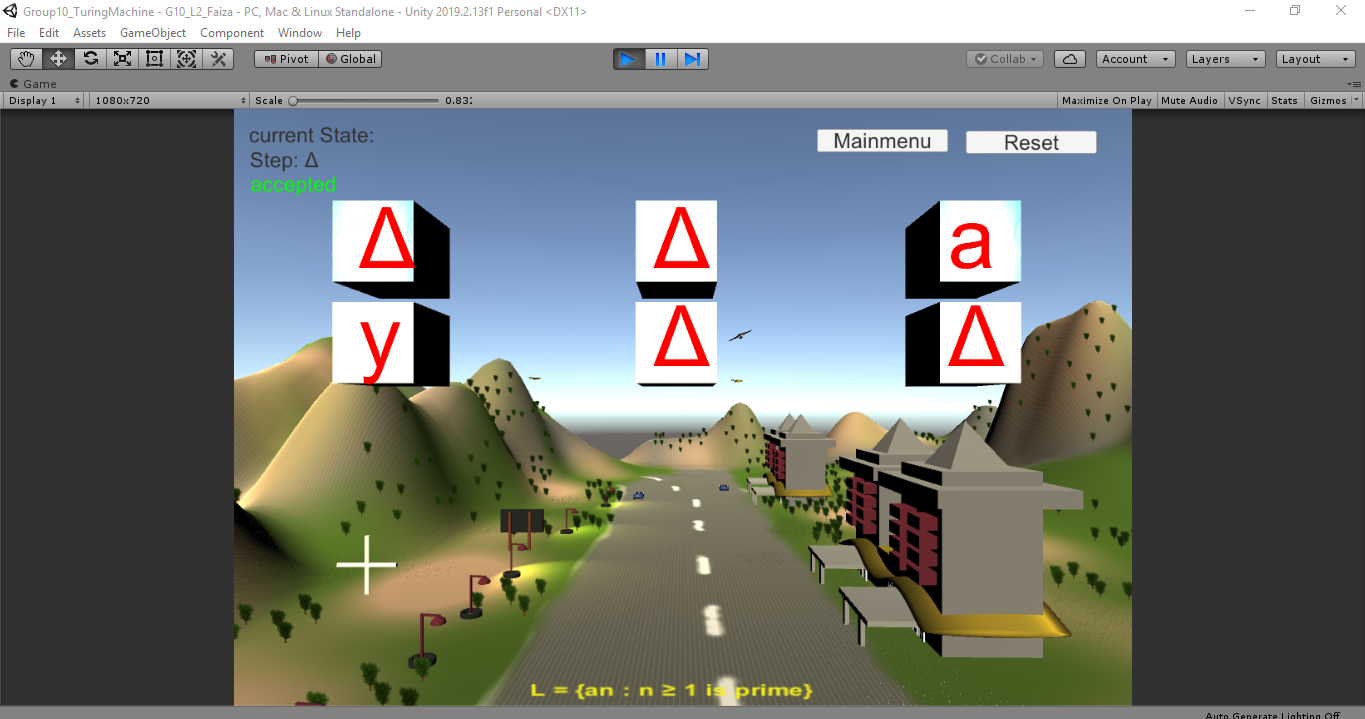 Group10_TuringMachine - G10_L2_Faiza - PC, Mac & Linux Standalone - Unity 2019.2.13f1 Personal <DX11>
File Edit Assets GameObject Component Window Help
Pivot Global Collab Account Layers Layout
Game
Display 1 1080x720 Scale 0.832 Maximize On Play Mute Audio VSync Stats Gizmos
current State:
Mainmenu Reset
Step: Δ
accepted
Δ Δ a
y Δ Δ
L = {an : n ≥ 1 is prime}
Auto Generate Lighting Off